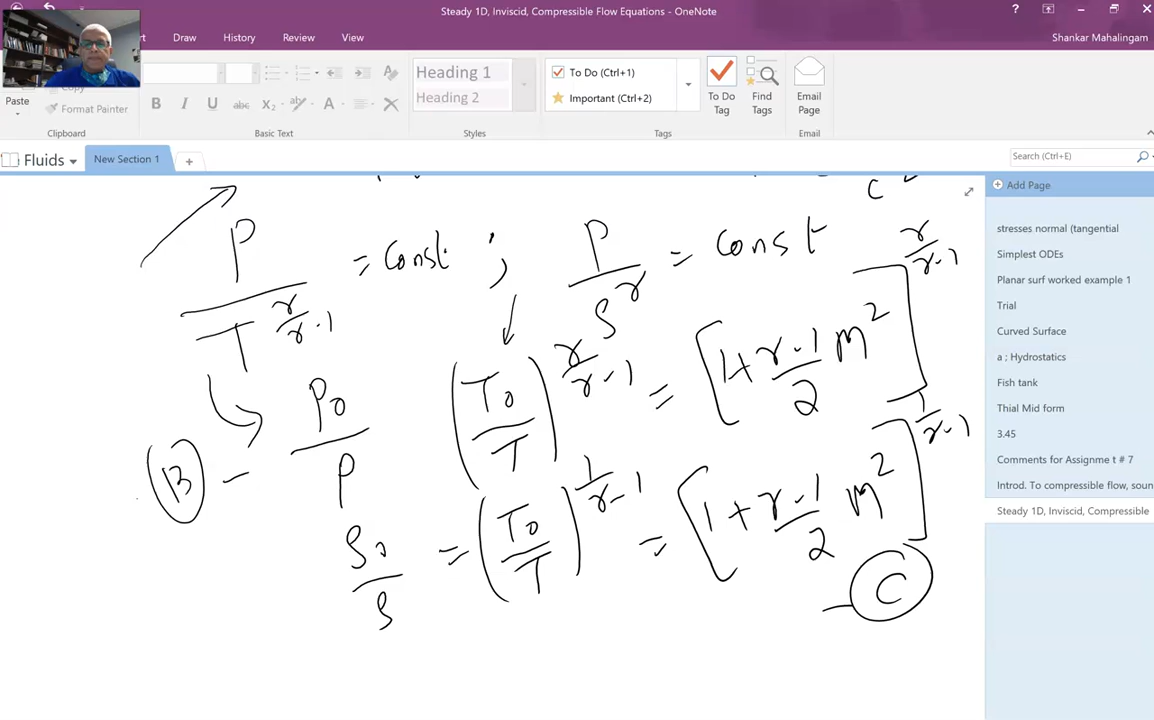 Steady 1D, Inviscid, Compressible Flow Equations - OneNote
Draw History Review View
Shankar Mahalingam
Paste
Copy
Format Painter
Clipboard
B I U abc X₂ A
Basic Text
Heading 1
Heading 2
Styles
To Do (Ctrl+1)
Important (Ctrl+2)
To Do Tag
Find Tags
Tags
Email Page
Email
Fluids
New Section 1
Search (Ctrl+E)
Add Page
stresses normal (tangential
Simplest ODEs
Planar surf worked example 1
Trial
Curved Surface
a ; Hydrostatics
Fish tank
Thial Mid form
3.45
Comments for Assignme t # 7
Introd. To compressible flow, soun
Steady 1D, Inviscid, Compressible
P / T^(γ/γ-1) = const ; P / ρ^γ = const
(B) - P₀/P (T₀/T)^(γ/γ-1) = [1 + γ-1/2 M²]^(γ/γ-1)
ρ₀/ρ = (T₀/T)^(1/γ-1) = [1 + γ-1/2 M²]^(1/γ-1)
- (C)